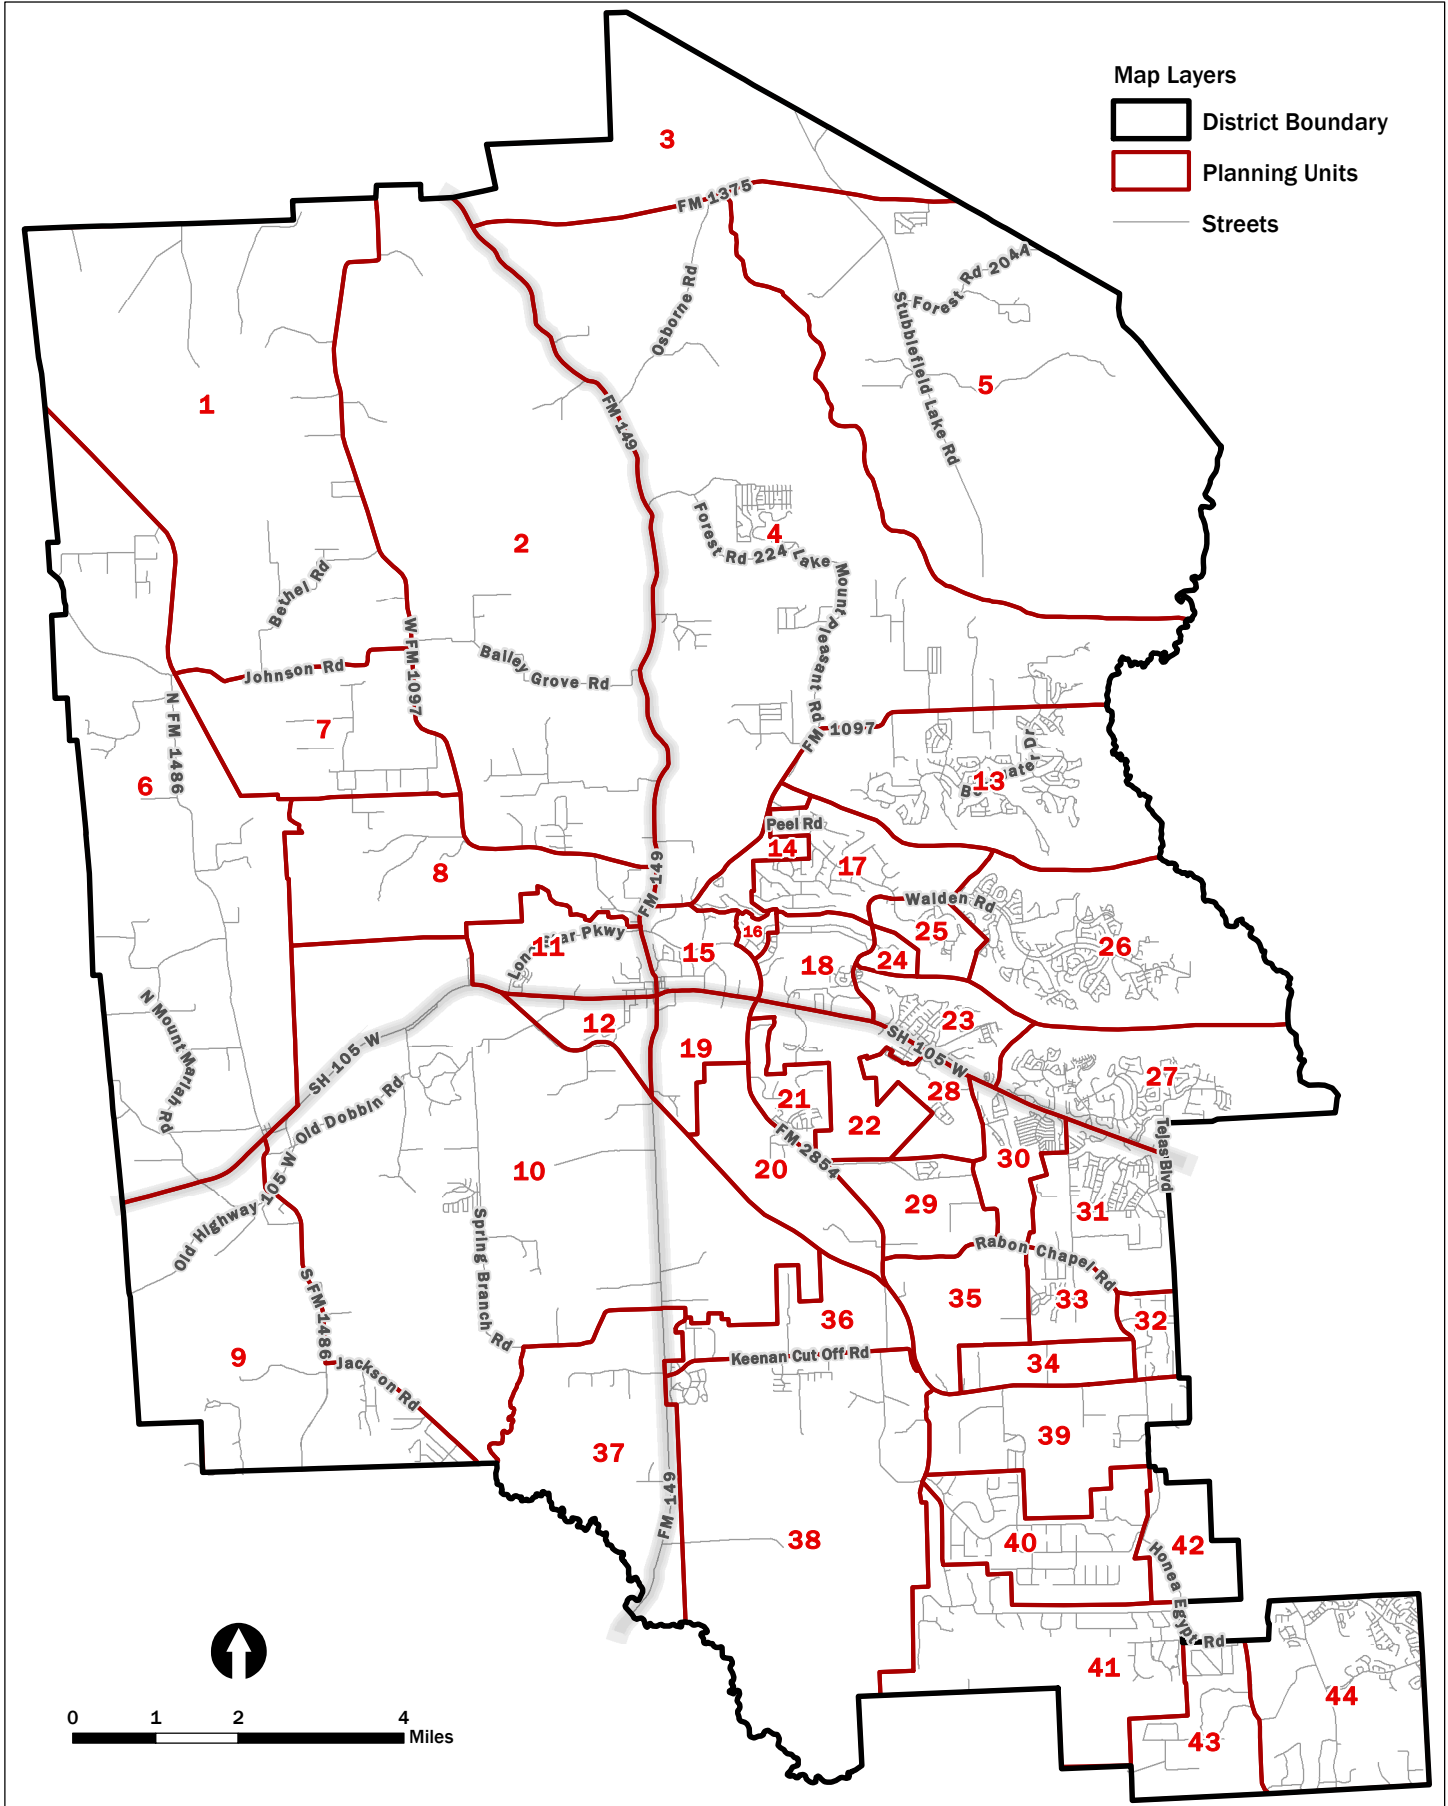 Map Layers
District Boundary
Planning Units
Streets
3
FM 1375
Osborne Rd
Forest Rd 204A
Stubblefield Lake Rd
5
1
FM 149
2
4
Forest Rd 224
Lake Mount Pleasant Rd
Bethel Rd
W FM 1097
Johnson Rd
Bailey Grove Rd
N FM 1486
7
6
FM 1097
13
Peel Rd
14
17
8
FM 149
Walden Rd
25
26
11
15
16
18
24
12
19
23
SH 105 W
SH 105 W
N Mount Mariah Rd
Old Dobbin Rd
21
22
28
27
Tejas Blvd
FM 2854
20
30
10
29
31
Old Highway 105 W
Spring Branch Rd
Rabon Chapel Rd
S FM 1486
35
33
32
36
9
Jackson Rd
Keenan Cut Off Rd
34
37
39
FM 149
38
40
42
Honea Egypt Rd
41
44
43
0 1 2 4
Miles